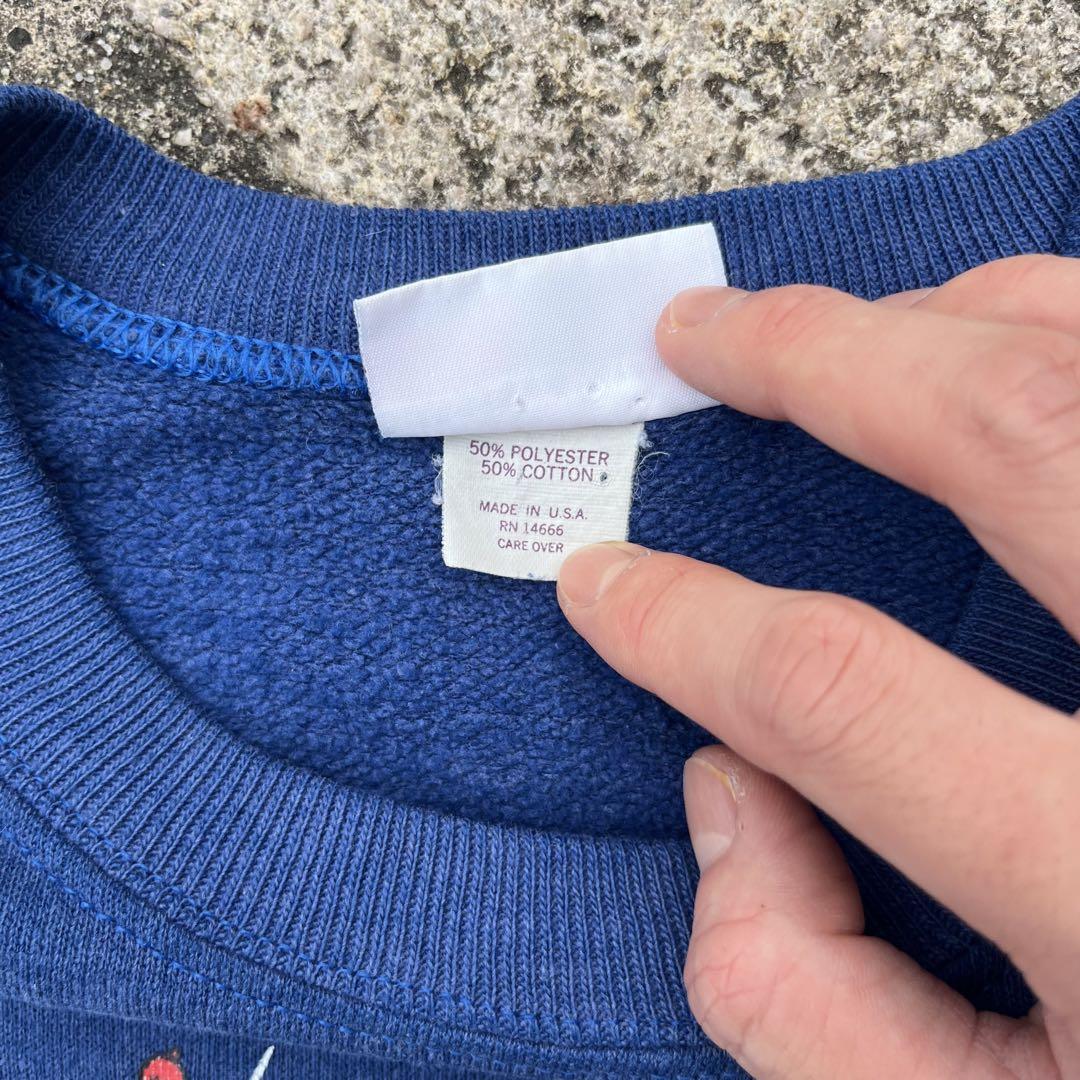 50% POLYESTER
50% COTTON
MADE IN U.S.A.
RN 14666
CARE OVER